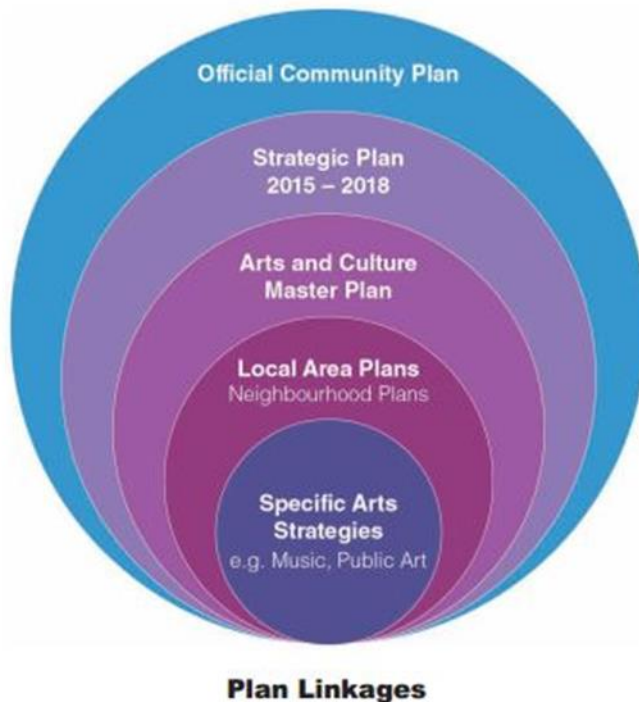 Official Community Plan
Strategic Plan
2015 – 2018
Arts and Culture
Master Plan
Local Area Plans
Neighbourhood Plans
Specific Arts
Strategies
e.g. Music, Public Art
Plan Linkages